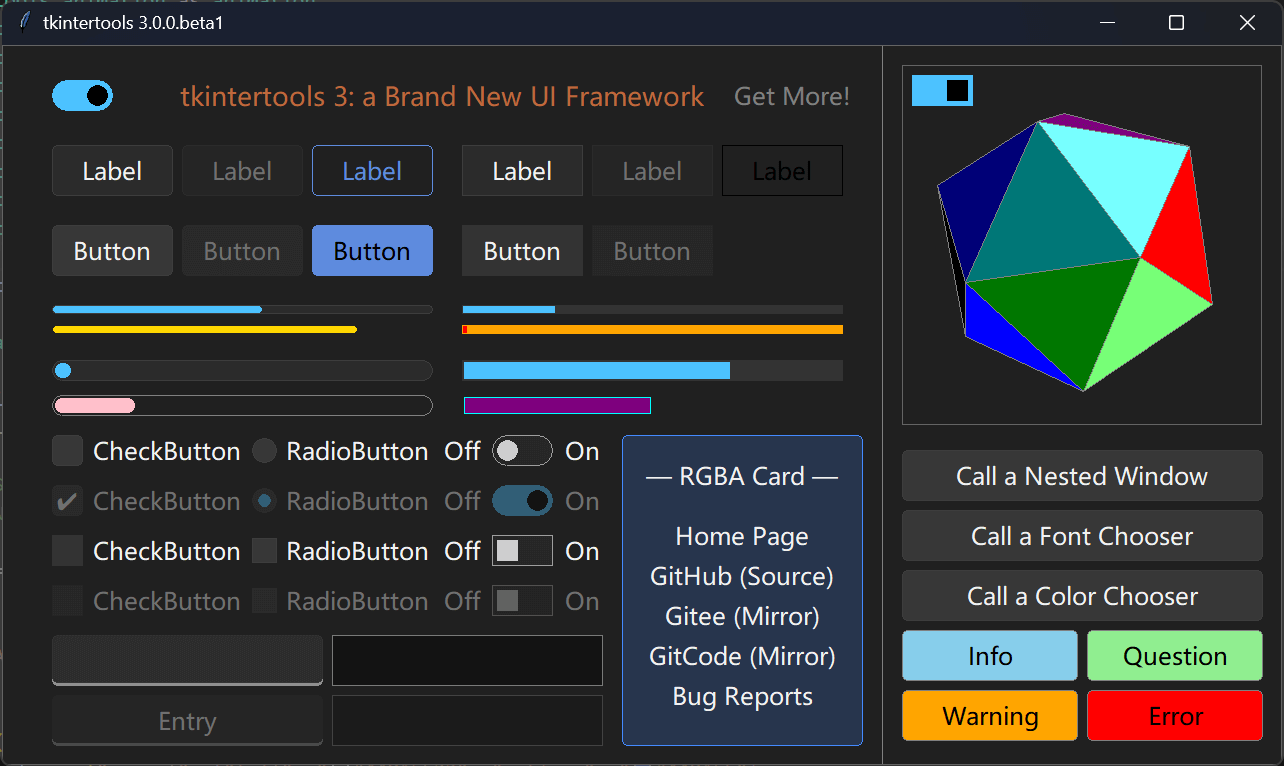 tkintertools 3.0.0.beta1
tkintertools 3: a Brand New UI Framework Get More!
Label Label Label Label Label Label
Button Button Button Button Button
CheckButton RadioButton Off On
CheckButton RadioButton Off On
CheckButton RadioButton Off On
CheckButton RadioButton Off On
Entry
— RGBA Card —
Home Page
GitHub (Source)
Gitee (Mirror)
GitCode (Mirror)
Bug Reports
Call a Nested Window
Call a Font Chooser
Call a Color Chooser
Info Question
Warning Error